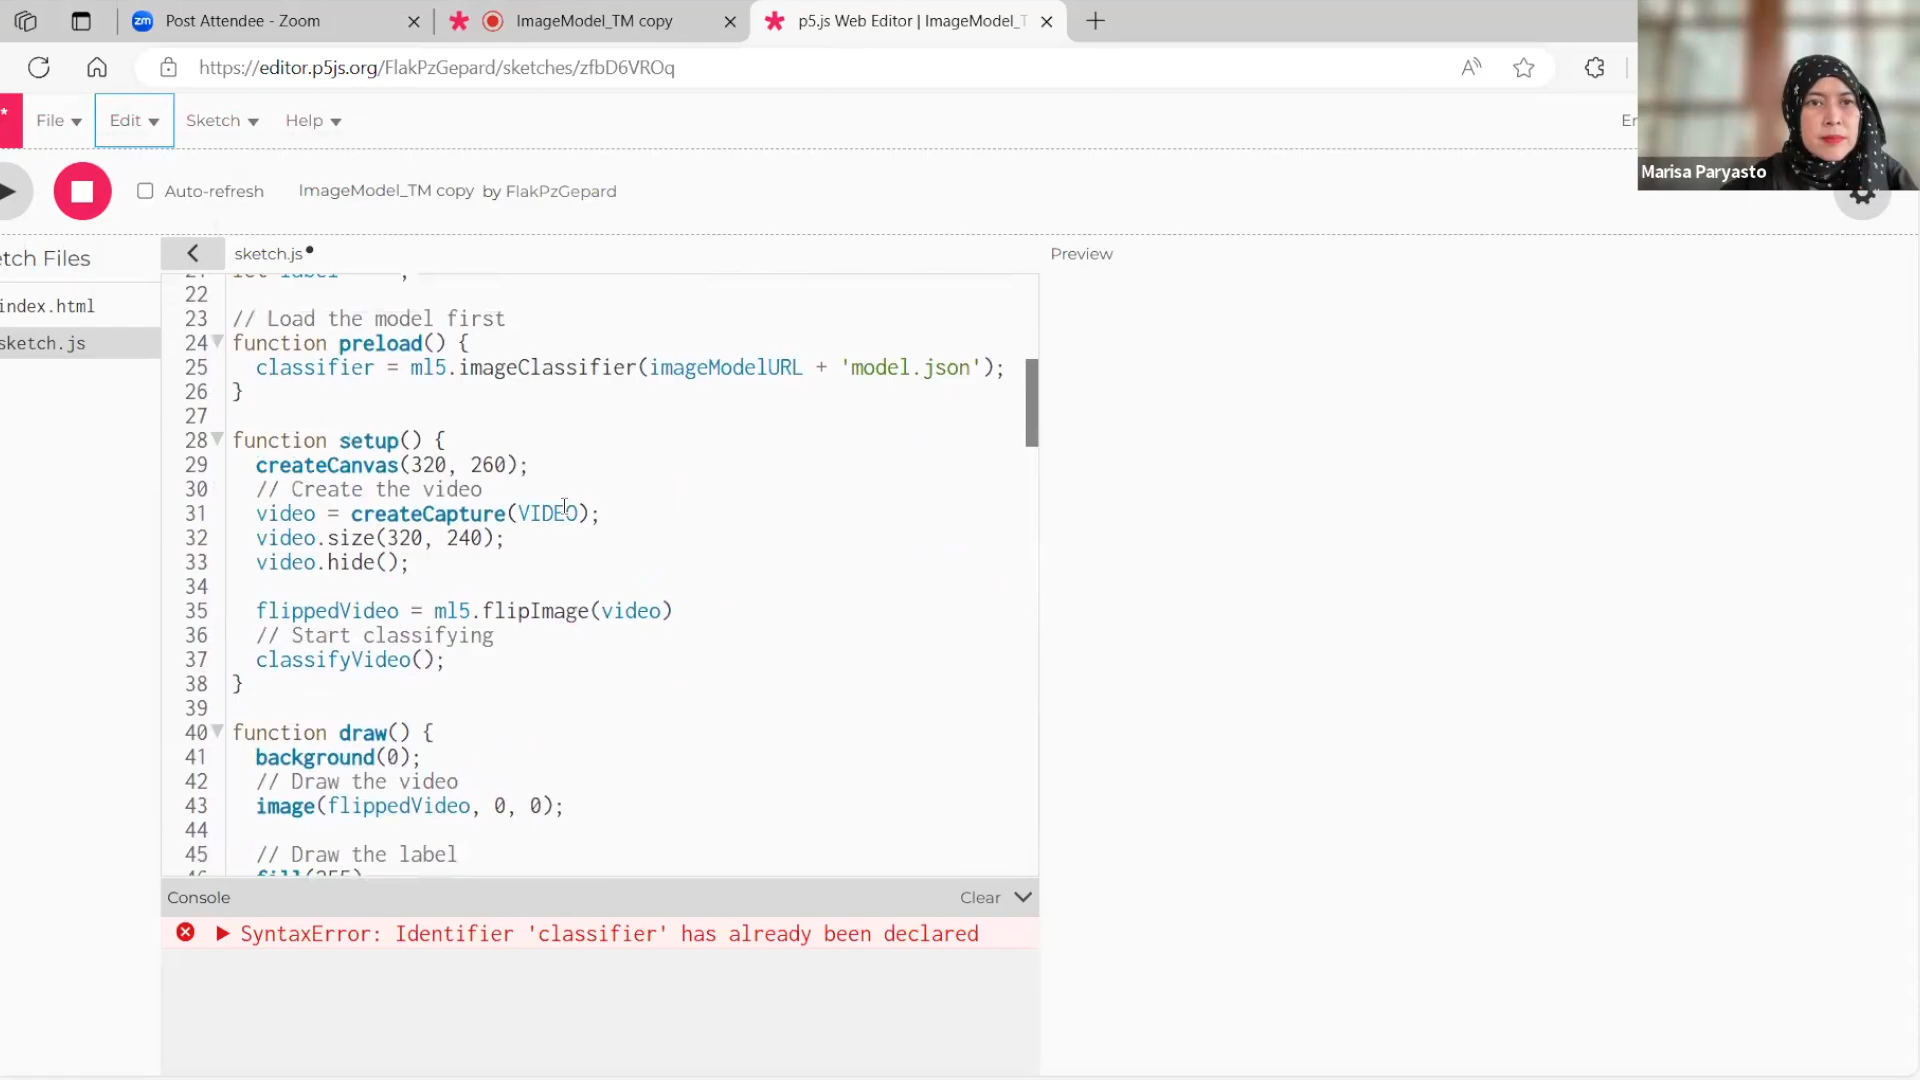 Post Attendee - Zoom
ImageModel_TM copy
p5.js Web Editor | ImageModel_T
https://editor.p5js.org/FlakPzGepard/sketches/zfbD6VROq
File
Edit
Sketch
Help
Er
Marisa Paryasto
Auto-refresh
ImageModel_TM copy by FlakPzGepard
etch Files
sketch.js
Preview
index.html
sketch.js
22
23 // Load the model first
24 function preload() {
25 classifier = ml5.imageClassifier(imageModelURL + 'model.json');
26 }
27
28 function setup() {
29 createCanvas(320, 260);
30 // Create the video
31 video = createCapture(VIDEO);
32 video.size(320, 240);
33 video.hide();
34
35 flippedVideo = ml5.flipImage(video)
36 // Start classifying
37 classifyVideo();
38 }
39
40 function draw() {
41 background(0);
42 // Draw the video
43 image(flippedVideo, 0, 0);
44
45 // Draw the label
Console
Clear
SyntaxError: Identifier 'classifier' has already been declared